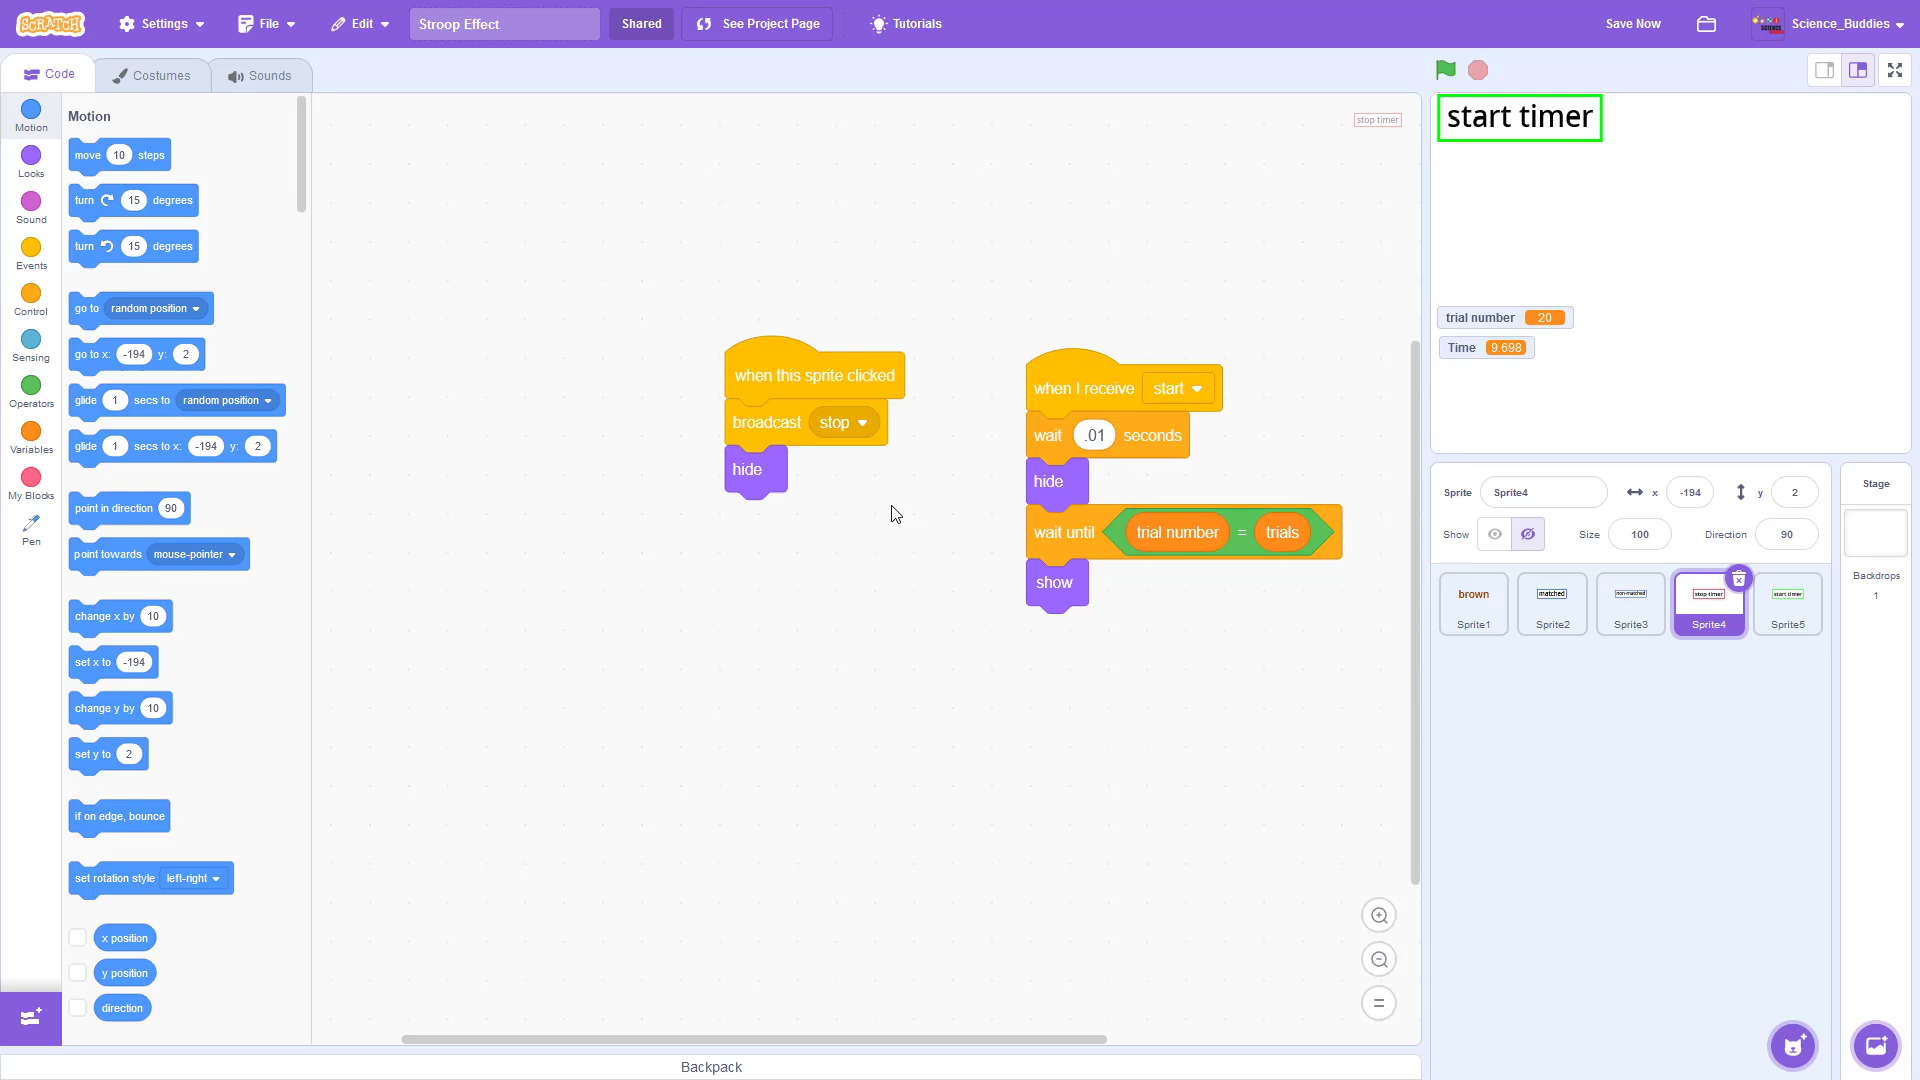 SCRATCH Settings File Edit Stroop Effect Shared See Project Page Tutorials Save Now Science_Buddies
Code Costumes Sounds
Motion
Looks
Sound
Events
Control
Sensing
Operators
Variables
My Blocks
Pen
Motion
move 10 steps
turn 15 degrees
turn 15 degrees
go to random position
go to x: -194 y: 2
glide 1 secs to random position
glide 1 secs to x: -194 y: 2
point in direction 90
point towards mouse-pointer
change x by 10
set x to -194
change y by 10
set y to 2
if on edge, bounce
set rotation style left-right
x position
y position
direction
stop timer
when this sprite clicked
broadcast stop
hide
when I receive start
wait .01 seconds
hide
wait until trial number = trials
show
start timer
trial number 20
Time 9.698
Sprite Sprite4 x -194 y 2
Show Size 100 Direction 90
brown
Sprite1
matched
Sprite2
non-matched
Sprite3
stop timer
Sprite4
start timer
Sprite5
Stage
Backdrops
1
Backpack